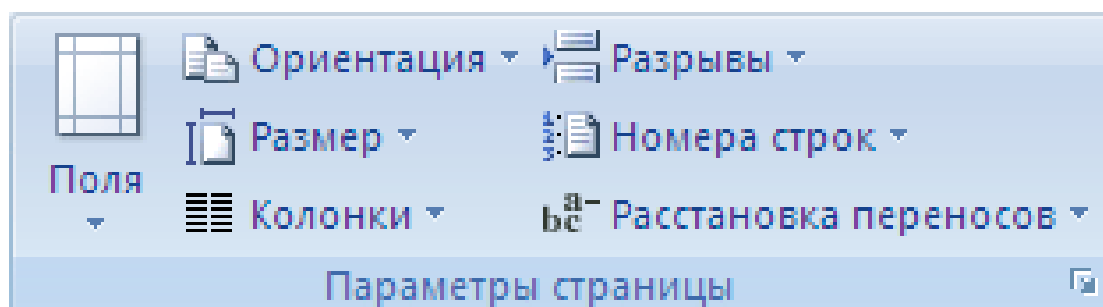 Поля
Ориентация
Размер
Колонки
Разрывы
Номера строк
Расстановка переносов
Параметры страницы